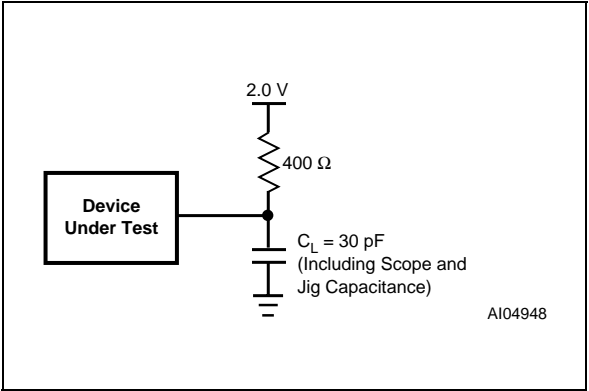 2.0 V
400 Ω
Device
Under Test
C_L = 30 pF
(Including Scope and
Jig Capacitance)
AI04948